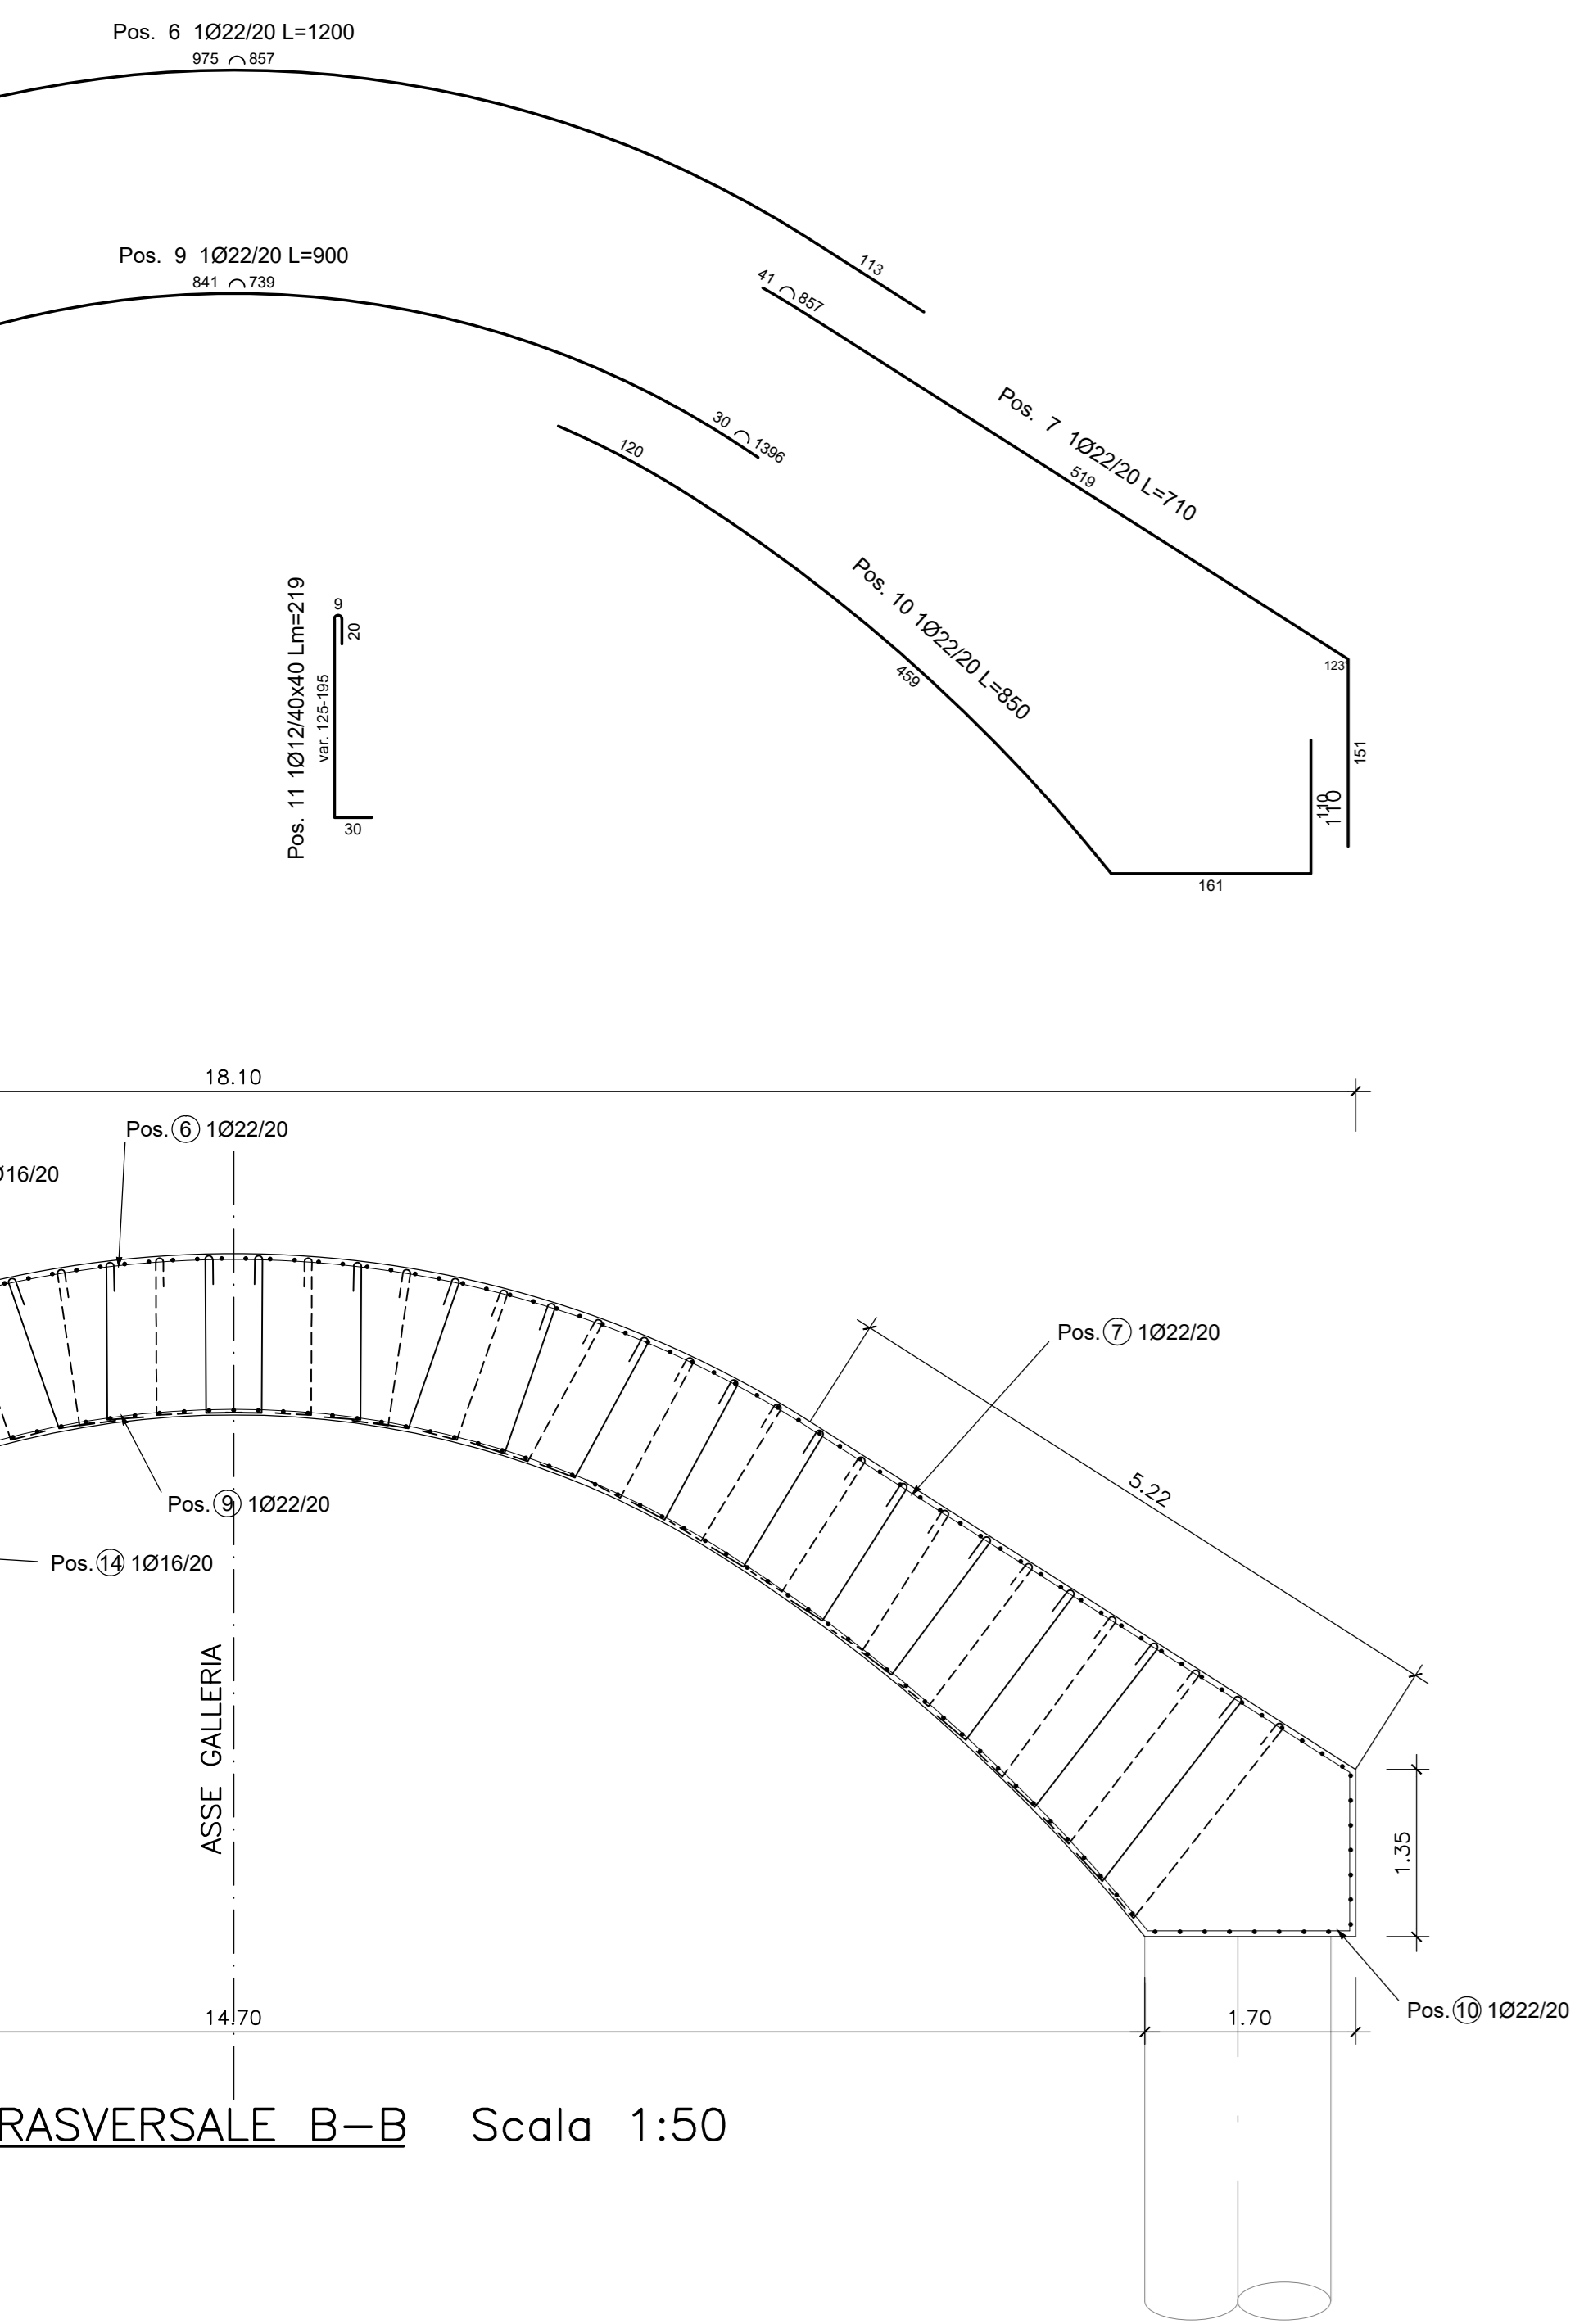 Pos. 6 1Ø22/20 L=1200
975 857
Pos. 9 1Ø22/20 L=900
841 739
113
41 857
Pos. 7 1Ø22/20 L=710
519
30 1396
120
Pos. 10 1Ø22/20 L=850
459
Pos. 11 1Ø12/40x40 Lm=219
9
20
var. 125-195
30
123°
151
110
110
161
18.10
Pos. 6 1Ø22/20
Ø16/20
Pos. 7 1Ø22/20
5.22
Pos. 9 1Ø22/20
Pos. 14 1Ø16/20
ASSE GALLERIA
1.35
14.70
1.70
Pos. 10 1Ø22/20
RASVERSALE B-B Scala 1:50